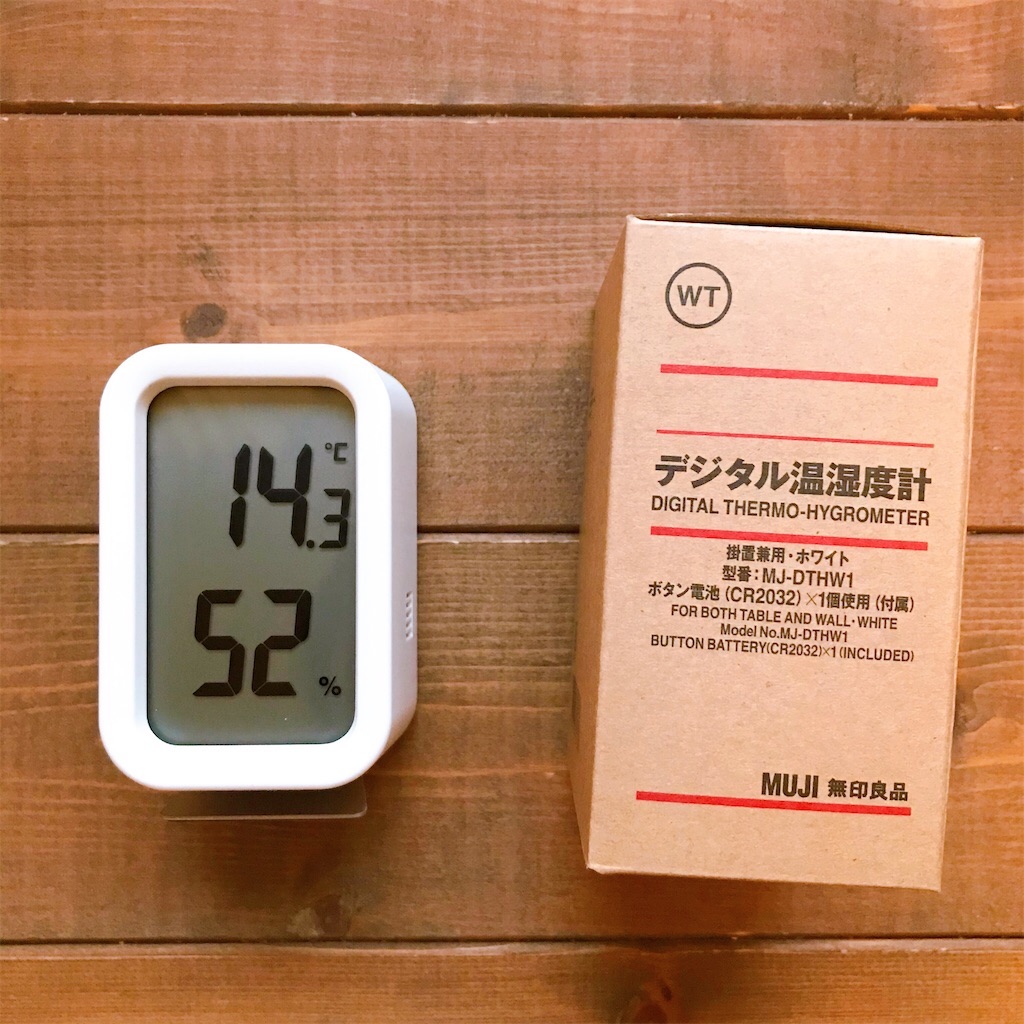 14.3 ℃
52 %
WT
デジタル温湿度計
DIGITAL THERMO-HYGROMETER
掛置兼用・ホワイト
型番：MJ-DTHW1
ボタン電池（CR2032）×1個使用（付属）
FOR BOTH TABLE AND WALL・WHITE
Model No.MJ-DTHW1
BUTTON BATTERY(CR2032)×1(INCLUDED)
MUJI 無印良品